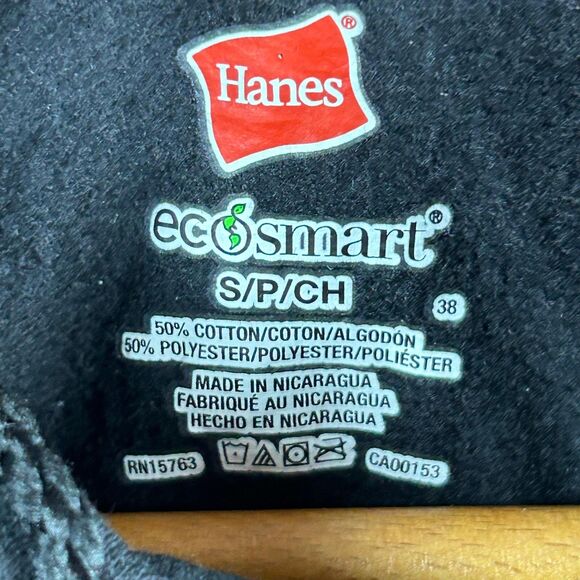 Hanes®
ecosmart®
S/P/CH
38
50% COTTON/COTON/ALGODÓN
50% POLYESTER/POLYESTER/POLIÉSTER
MADE IN NICARAGUA
FABRIQUÉ AU NICARAGUA
HECHO EN NICARAGUA
RN15763
CA00153